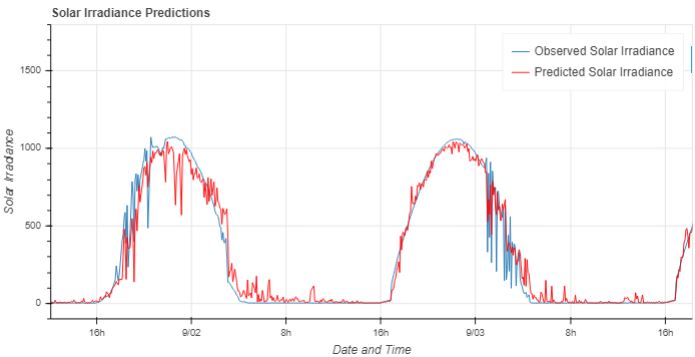 Solar Irradiance Predictions
Observed Solar Irradiance
Predicted Solar Irradiance
1500
1000
500
0
Solar Irradiance
16h
9/02
8h
16h
9/03
8h
16h
Date and Time